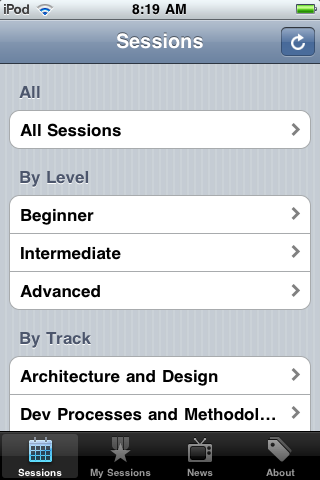 iPod 8:19 AM
Sessions
All
All Sessions
By Level
Beginner
Intermediate
Advanced
By Track
Architecture and Design
Dev Processes and Methodol...
Sessions My Sessions News About